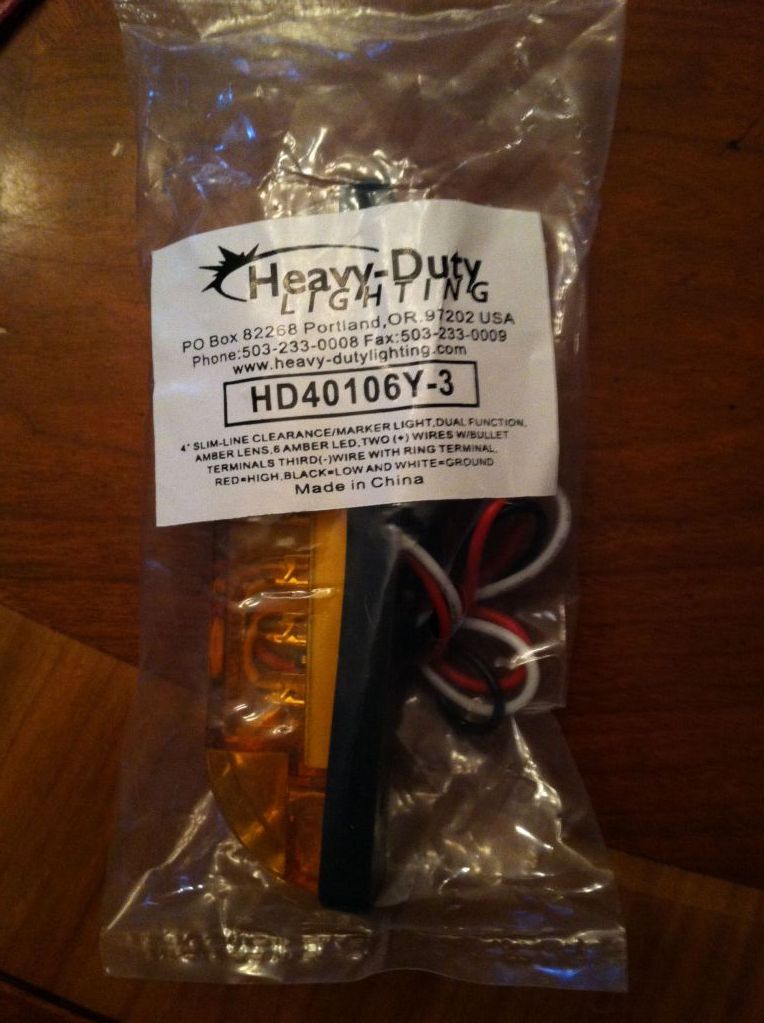 Heavy-Duty
LIGHTING
PO Box 82268 Portland,OR.97202 USA
Phone:503-233-0008 Fax:503-233-0009
www.heavy-dutylighting.com
HD40106Y-3
4" SLIM-LINE CLEARANCE/MARKER LIGHT,DUAL FUNCTION,
AMBER LENS,6 AMBER LED,TWO (+) WIRES W/BULLET
TERMINALS THIRD(-)WIRE WITH RING TERMINAL.
RED=HIGH,BLACK=LOW AND WHITE=GROUND
Made in China